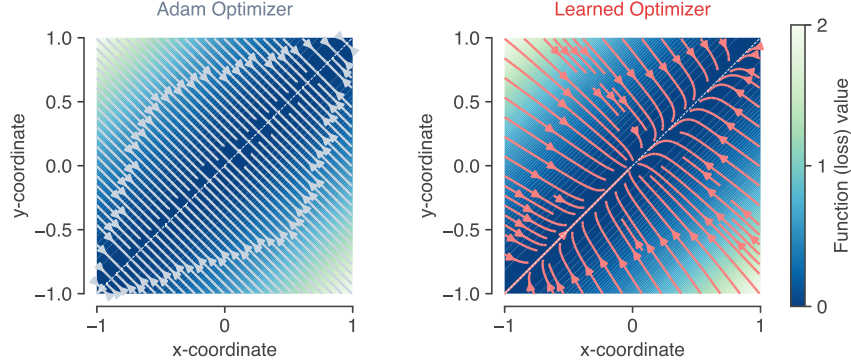 Adam Optimizer
Learned Optimizer
1.0
0.5
0.0
−0.5
−1.0
y-coordinate
−1
0
1
x-coordinate
1.0
0.5
0.0
−0.5
−1.0
y-coordinate
−1
0
1
x-coordinate
2
1
0
Function (loss) value